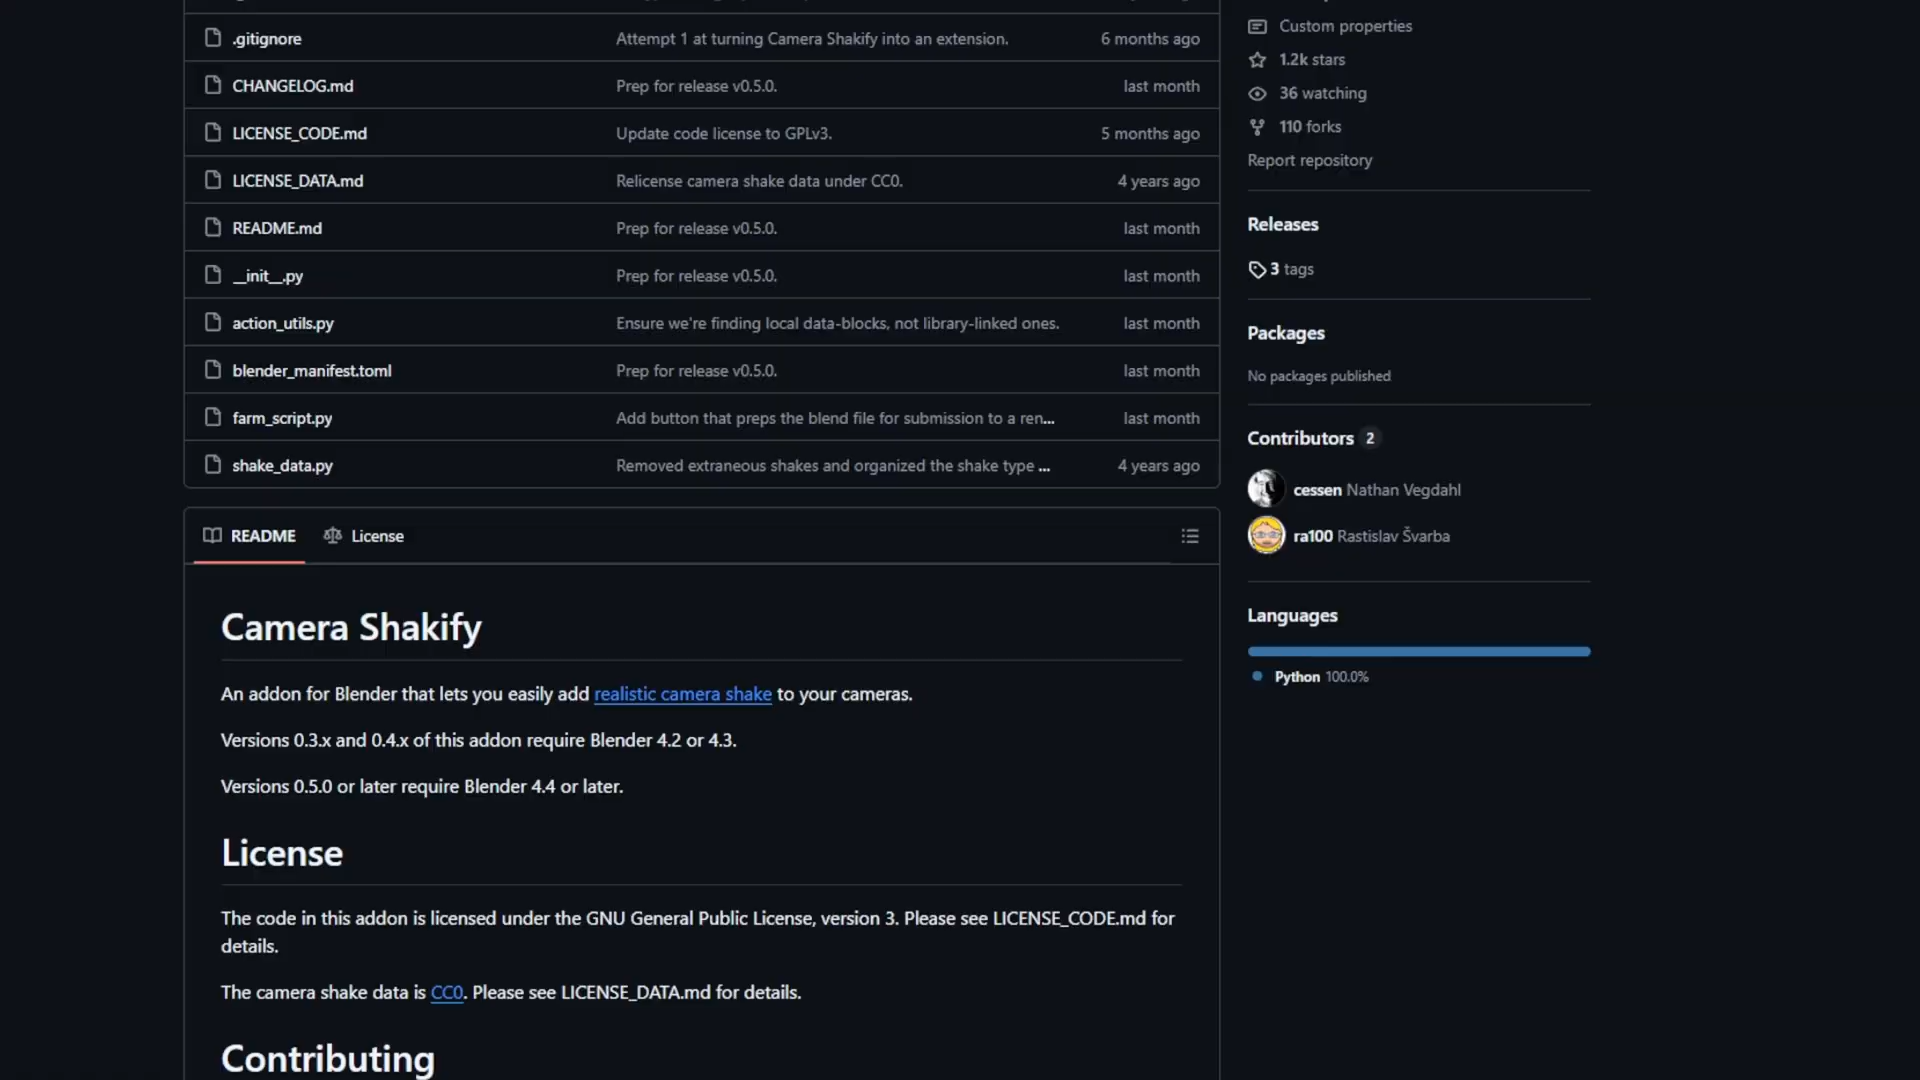 .gitignore Attempt 1 at turning Camera Shakify into an extension. 6 months ago
CHANGELOG.md Prep for release v0.5.0. last month
LICENSE_CODE.md Update code license to GPLv3. 5 months ago
LICENSE_DATA.md Relicense camera shake data under CC0. 4 years ago
README.md Prep for release v0.5.0. last month
__init__.py Prep for release v0.5.0. last month
action_utils.py Ensure we're finding local data-blocks, not library-linked ones. last month
blender_manifest.toml Prep for release v0.5.0. last month
farm_script.py Add button that preps the blend file for submission to a ren... last month
shake_data.py Removed extraneous shakes and organized the shake type ... 4 years ago
README License
Camera Shakify
An addon for Blender that lets you easily add realistic camera shake to your cameras.
Versions 0.3.x and 0.4.x of this addon require Blender 4.2 or 4.3.
Versions 0.5.0 or later require Blender 4.4 or later.
License
The code in this addon is licensed under the GNU General Public License, version 3. Please see LICENSE_CODE.md for
details.
The camera shake data is CC0. Please see LICENSE_DATA.md for details.
Contributing
Custom properties
1.2k stars
36 watching
110 forks
Report repository
Releases
3 tags
Packages
No packages published
Contributors 2
cessen Nathan Vegdahl
ra100 Rastislav Švarba
Languages
Python 100.0%